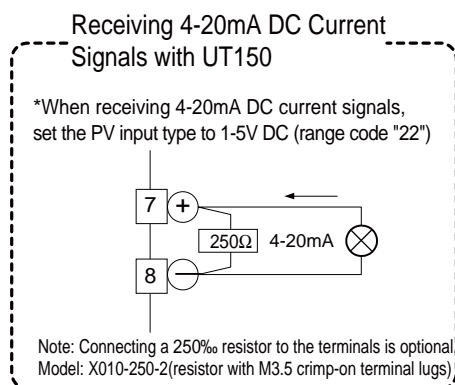 Receiving 4-20mA DC Current
Signals with UT150
*When receiving 4-20mA DC current signals,
set the PV input type to 1-5V DC (range code "22")
7 +
250Ω 4-20mA
8 −
Note: Connecting a 250‰ resistor to the terminals is optional.
Model: X010-250-2(resistor with M3.5 crimp-on terminal lugs)